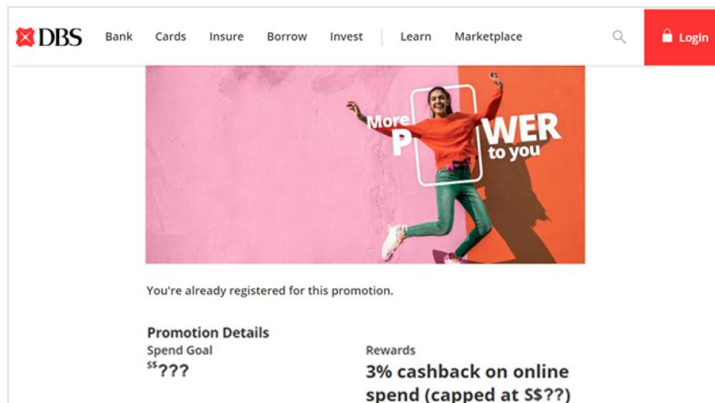 DBS Bank Cards Insure Borrow Invest Learn Marketplace Login
More
P WER
to you
You're already registered for this promotion.
Promotion Details
Spend Goal
S$???
Rewards
3% cashback on online
spend (capped at S$??)